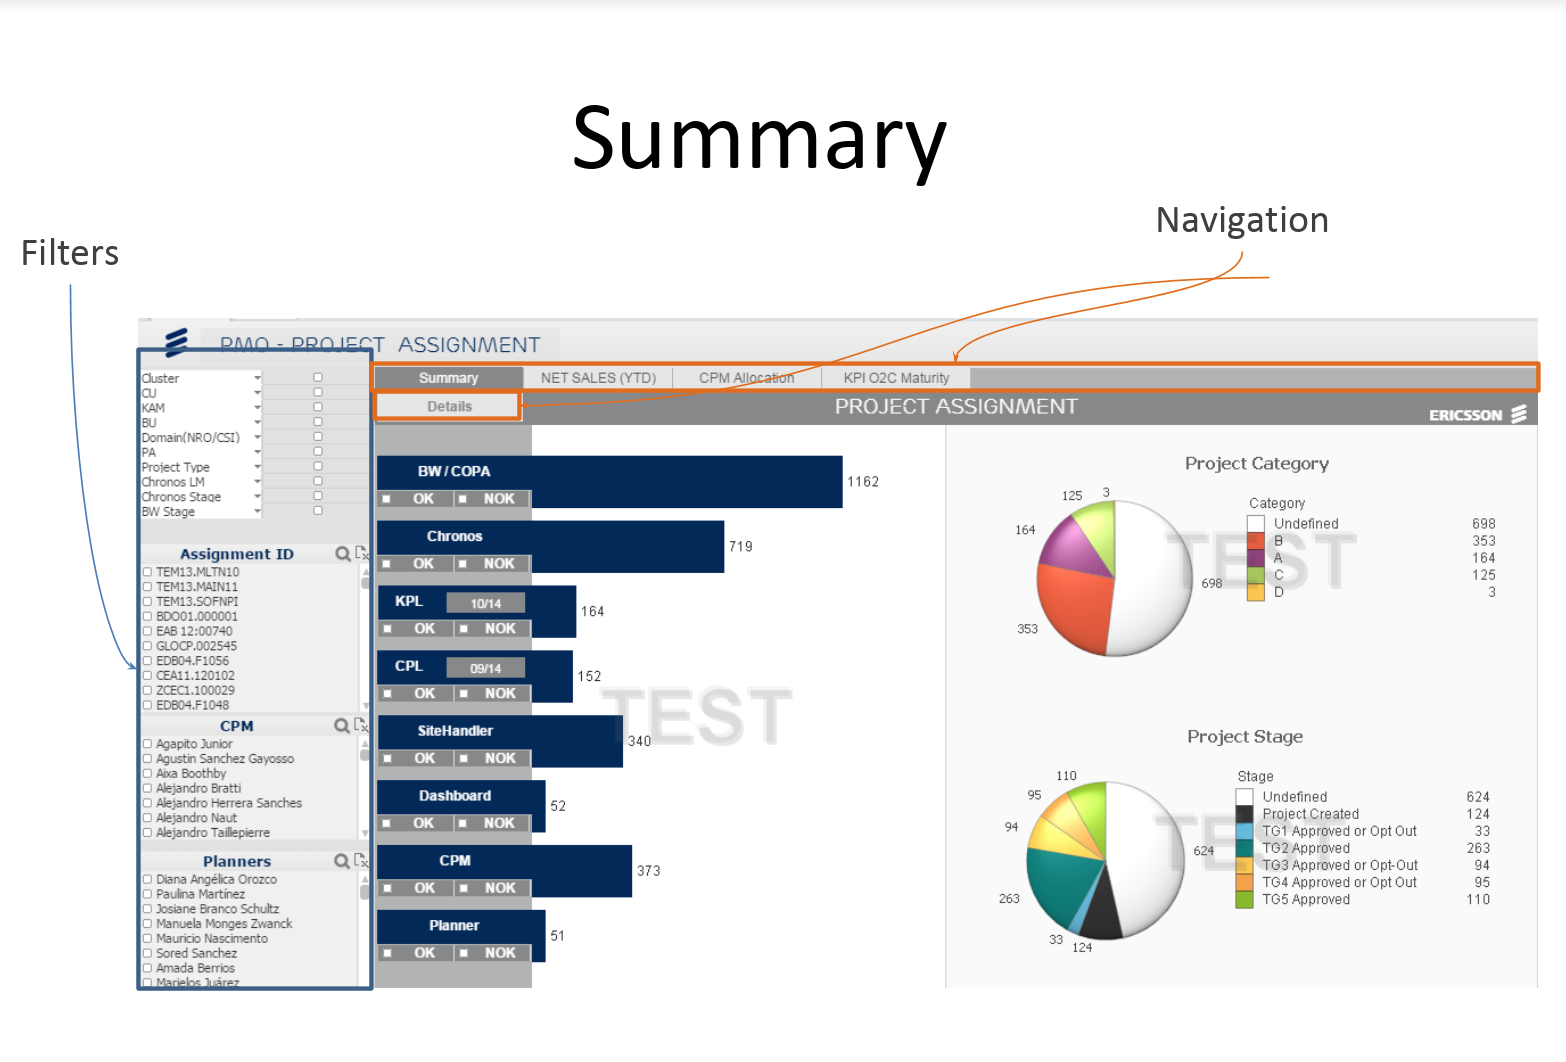 Summary
Navigation
Filters
PMO - PROJECT ASSIGNMENT
Cluster
CU
KAM
BU
Domain(NRO/CSI)
PA
Project Type
Chronos LM
Chronos Stage
BW Stage
Assignment ID
TEM13.MLTN10
TEM13.MAIN11
TEM13.SOFNPI
BDO01.000001
EAB 12:00740
GLOCP.002545
EDB04.F1056
CEA11.120102
ZCEC1.100029
EDB04.F1048
CPM
Agapito Junior
Agustin Sanchez Gayosso
Aixa Boothby
Alejandro Bratti
Alejandro Herrera Sanches
Alejandro Naut
Alejandro Taillepierre
Planners
Diana Angélica Orozco
Paulina Martínez
Josiane Branco Schultz
Manuela Monges Zwanck
Mauricio Nascimento
Sored Sanchez
Amada Berrios
Marielos Juárez
Summary NET SALES (YTD) CPM Allocation KPI O2C Maturity
Details PROJECT ASSIGNMENT ERICSSON
BW / COPA
OK NOK
1162
Chronos
OK NOK
719
KPL 10/14
OK NOK
164
CPL 09/14
OK NOK
152
SiteHandler
OK NOK
340
Dashboard
OK NOK
52
CPM
OK NOK
373
Planner
OK NOK
51
TEST
Project Category
125 3
164
698
353
Category
Undefined 698
B 353
A 164
C 125
D 3
TEST
Project Stage
110
95
94
624
263
33 124
Stage
Undefined 624
Project Created 124
TG1 Approved or Opt Out 33
TG2 Approved 263
TG3 Approved or Opt-Out 94
TG4 Approved or Opt Out 95
TG5 Approved 110
TEST